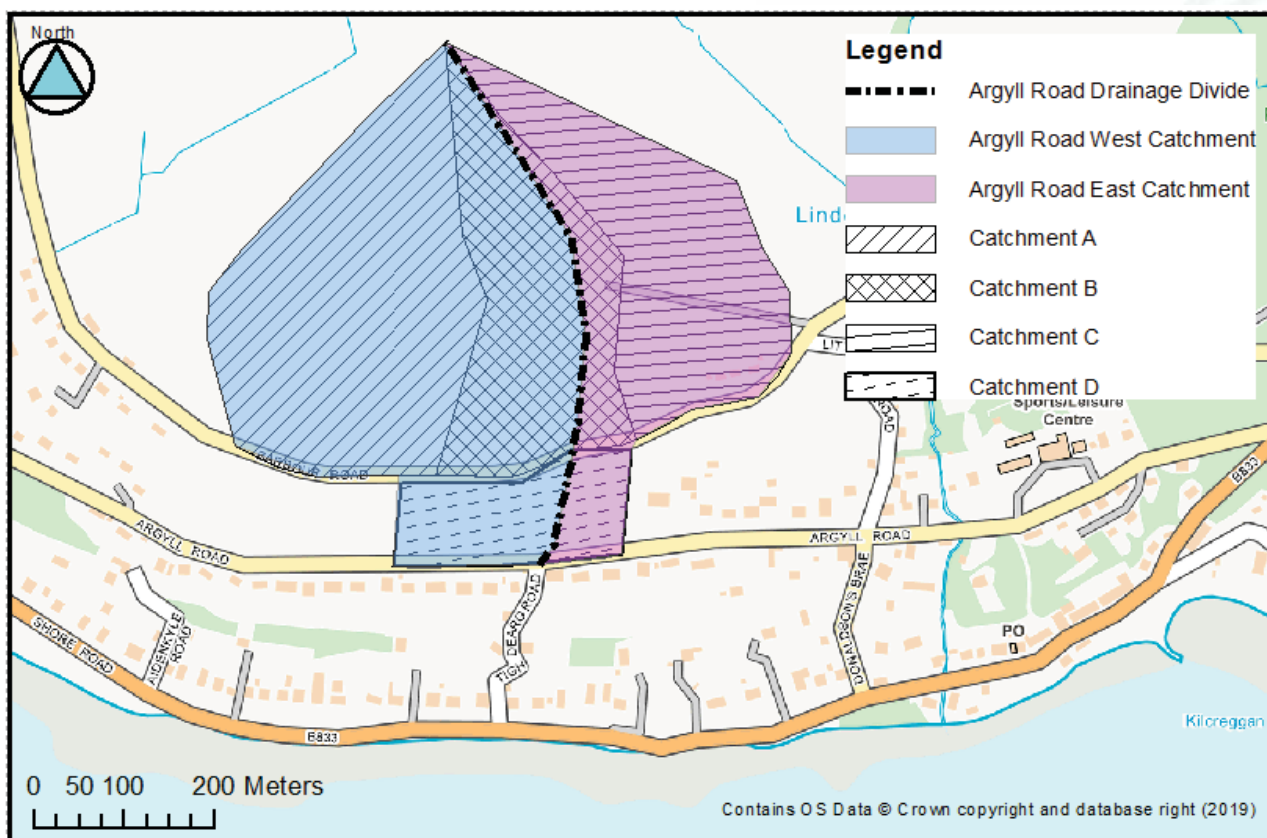 North
Legend
Argyll Road Drainage Divide
Argyll Road West Catchment
Argyll Road East Catchment
Catchment A
Catchment B
Catchment C
Catchment D
Sports/Leisure
Centre
ROAD
B833
BARBOUR ROAD
ARGYLL ROAD
ARGYLL ROAD
SHORE ROAD
AIDENKYLE
ROAD
TIGH DEARG ROAD
DONALDSON'S BRAE
PO
B833
Kilcreggan
0 50 100 200 Meters
Contains OS Data © Crown copyright and database right (2019)